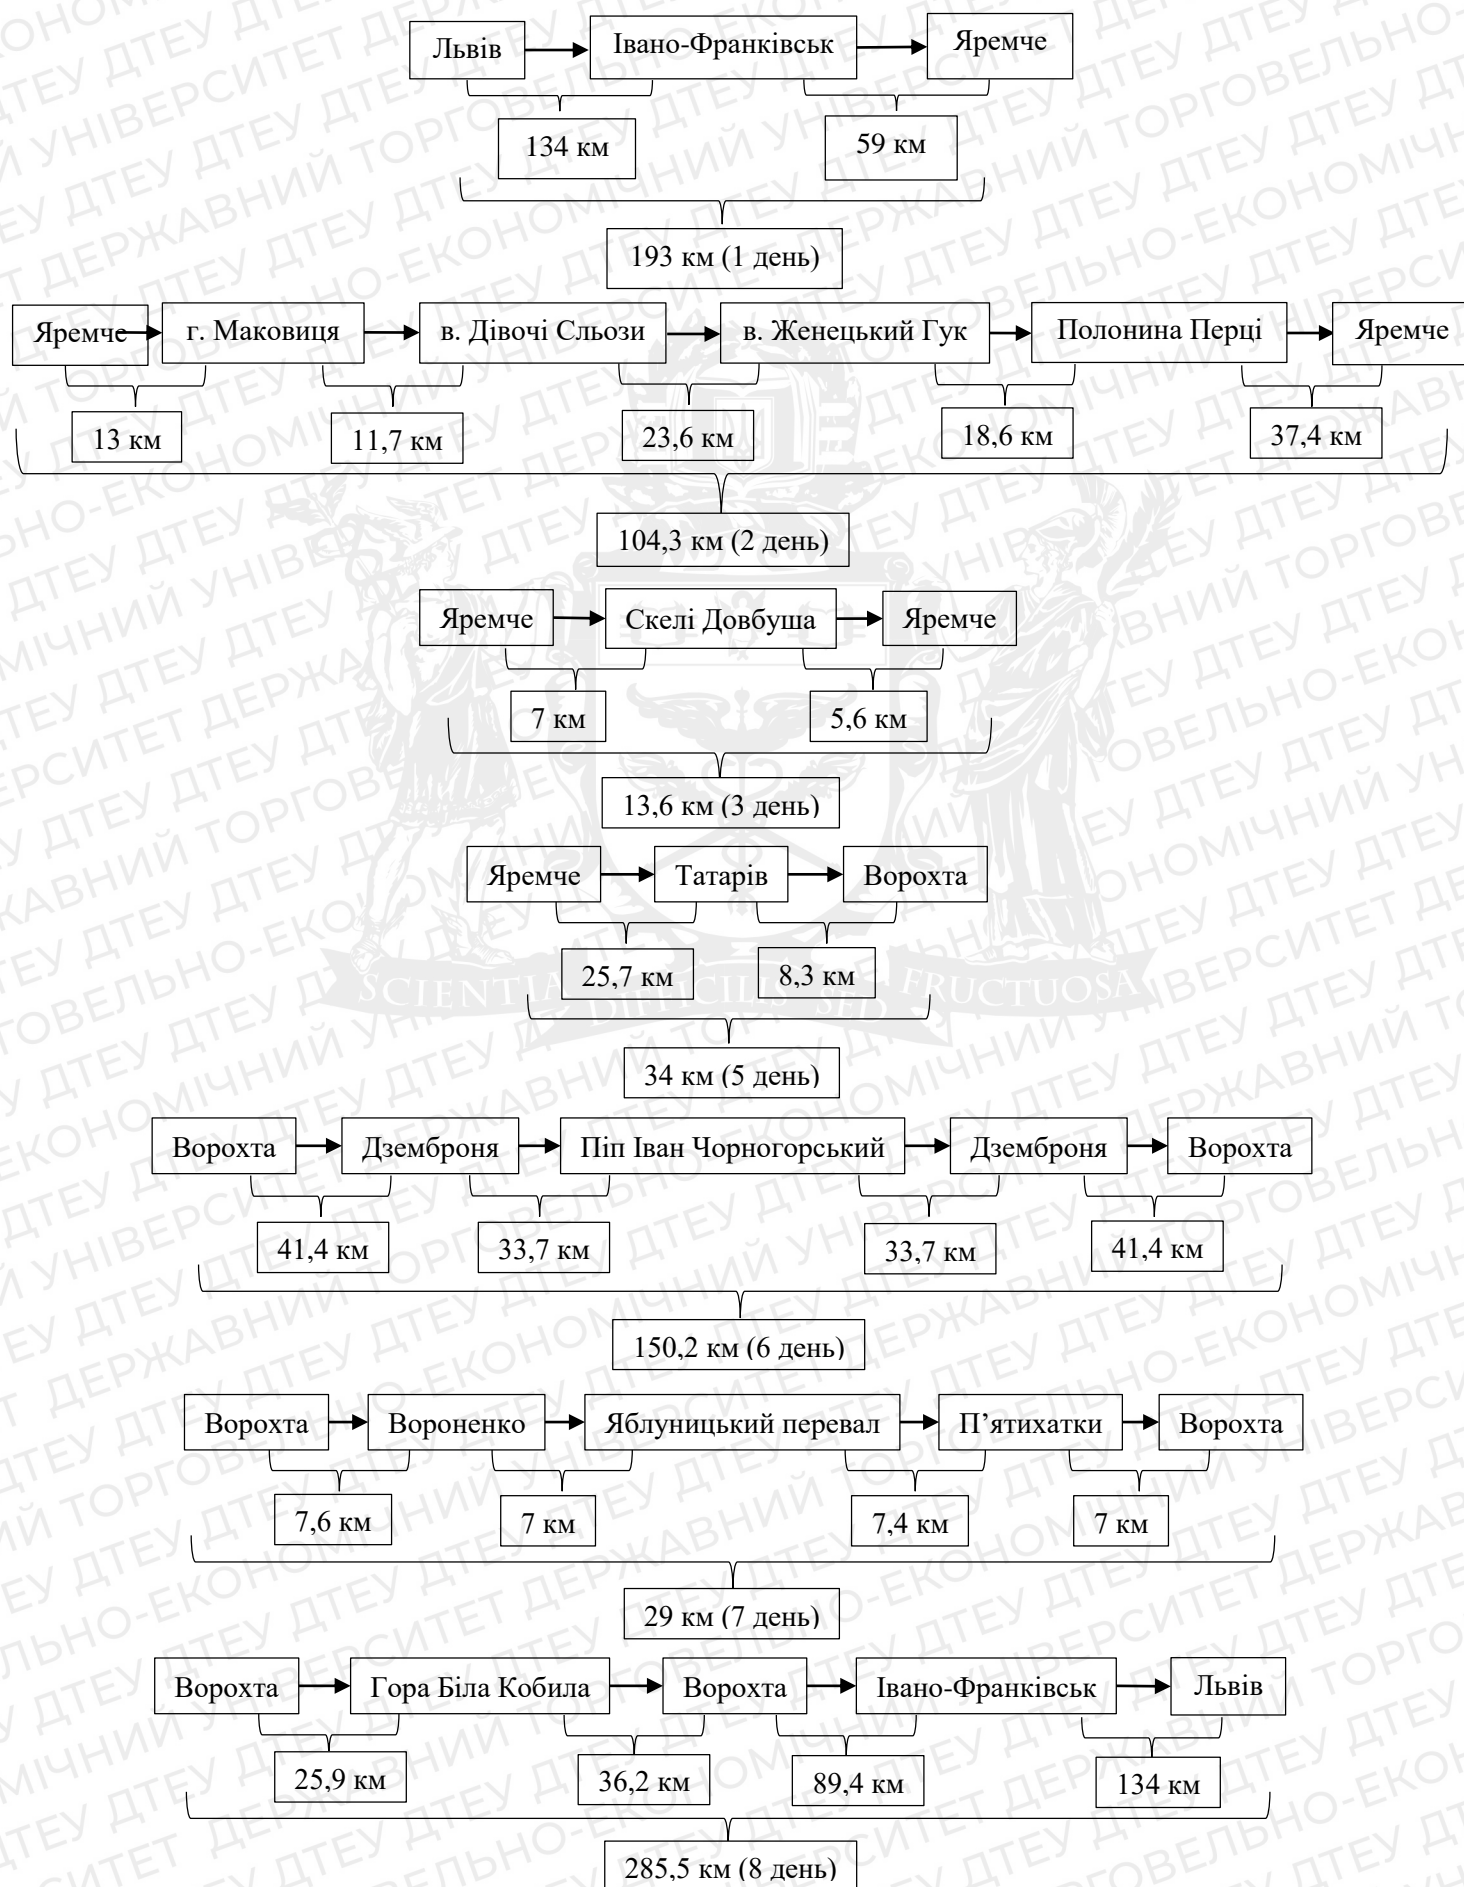 Львів Івано-Франківськ Яремче
134 км 59 км
193 км (1 день)
Яремче г. Маковиця в. Дівочі Сльози в. Женецький Гук Полонина Перці Яремче
13 км 11,7 км 23,6 км 18,6 км 37,4 км
104,3 км (2 день)
Яремче Скелі Довбуша Яремче
7 км 5,6 км
13,6 км (3 день)
Яремче Татарів Ворохта
25,7 км 8,3 км
SCIENTIA DIFFICILIS SED FRUCTUOSA
34 км (5 день)
Ворохта Дземброня Піп Іван Чорногорський Дземброня Ворохта
41,4 км 33,7 км 33,7 км 41,4 км
150,2 км (6 день)
Ворохта Вороненко Яблуницький перевал П’ятихатки Ворохта
7,6 км 7 км 7,4 км 7 км
29 км (7 день)
Ворохта Гора Біла Кобила Ворохта Івано-Франківськ Львів
25,9 км 36,2 км 89,4 км 134 км
285,5 км (8 день)